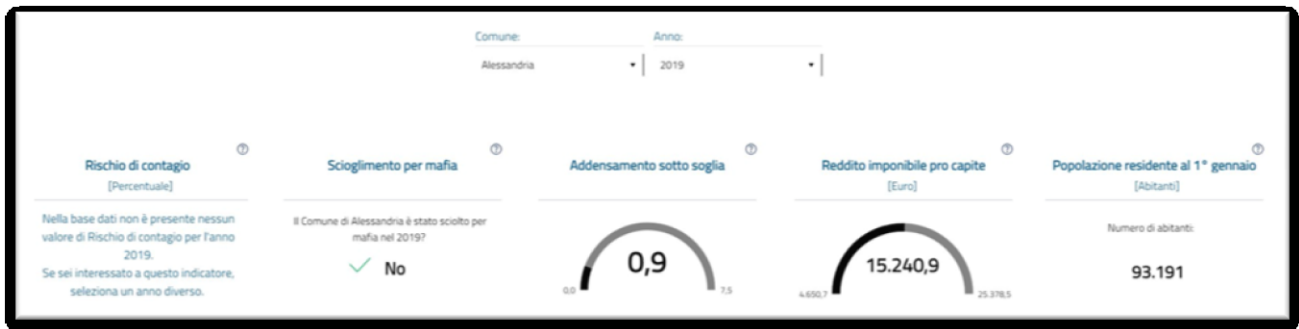 Comune:
Anno:
Alessandria
2019
Rischio di contagio
[Percentuale]
Nella base dati non è presente nessun
valore di Rischio di contagio per l'anno
2019.
Se sei interessato a questo indicatore,
seleziona un anno diverso.
Scioglimento per mafia
Il Comune di Alessandria è stato sciolto per
mafia nel 2019?
No
Addensamento sotto soglia
0,9
0,0
7,5
Reddito imponibile pro capite
[Euro]
15.240,9
4.650,7
25.378,5
Popolazione residente al 1° gennaio
[Abitanti]
Numero di abitanti:
93.191